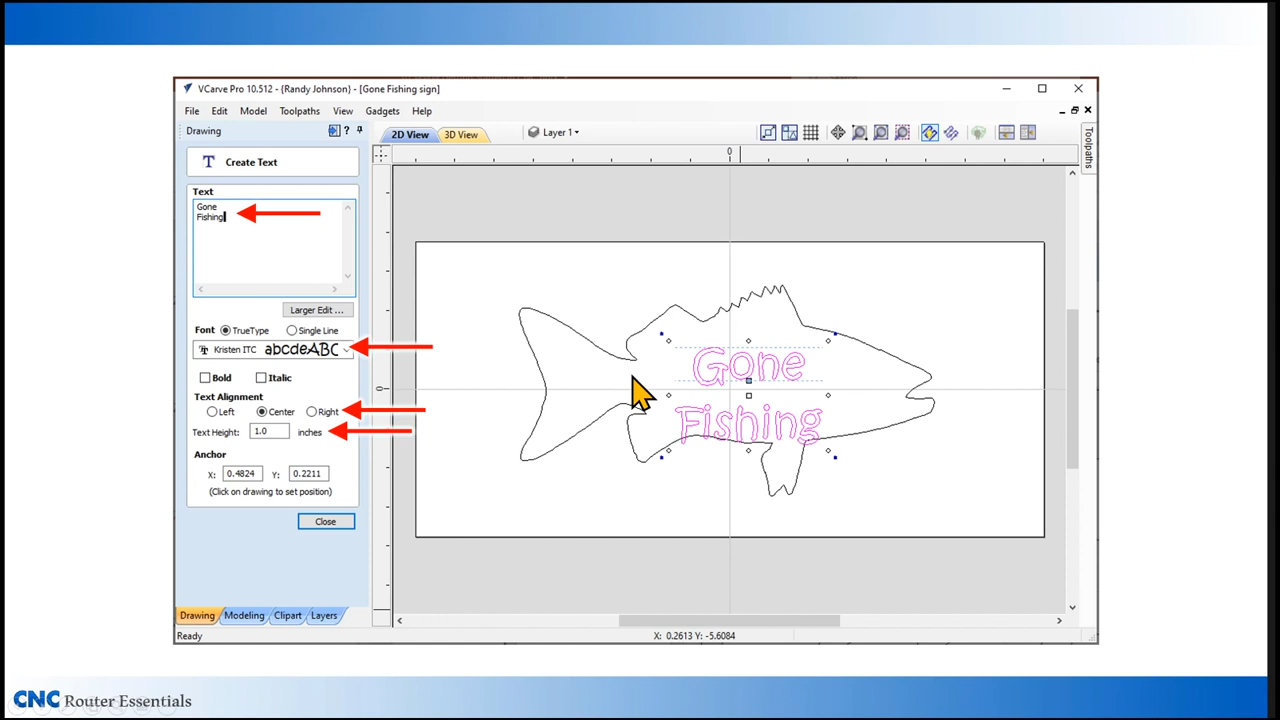 VCarve Pro 10.512 - {Randy Johnson} - [Gone Fishing sign]
File Edit Model Toolpaths View Gadgets Help
Drawing
2D View 3D View Layer 1
Create Text
Text
Gone
Fishing
Larger Edit ...
Font TrueType Single Line
Kristen ITC abcdeABC
Bold Italic
Text Alignment
Left Center Right
Text Height: 1.0 inches
Anchor
X: 0.4824 Y: 0.2211
(Click on drawing to set position)
Close
Drawing Modeling Clipart Layers
Ready
0
0
Gone
Fishing
Toolpaths
X: 0.2613 Y: -5.6084
CNC Router Essentials